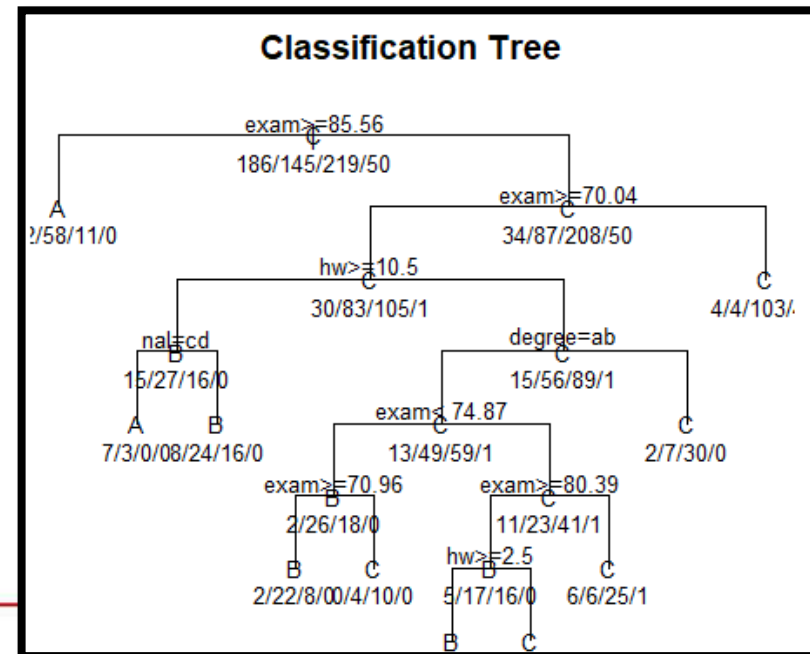 Classification Tree
exam>=85.56
C
186/145/219/50
exam>=70.04
A
C
2/58/11/0
34/87/208/50
hw>=10.5
C
C
30/83/105/1
4/4/103/
nal=cd
degree=ab
B
C
15/27/16/0
15/56/89/1
exam< 74.87
A
B
C
C
7/3/0/0
8/24/16/0
13/49/59/1
2/7/30/0
exam>=70.96
exam>=80.39
B
C
2/26/18/0
11/23/41/1
hw>=2.5
B
C
B
C
2/22/8/0
0/4/10/0
5/17/16/0
6/6/25/1
B
C